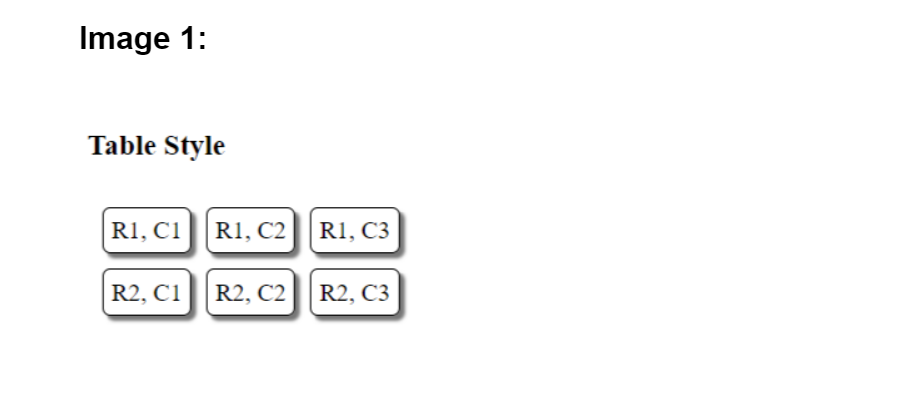 Image 1:
Table Style
R1, C1 R1, C2 R1, C3
R2, C1 R2, C2 R2, C3